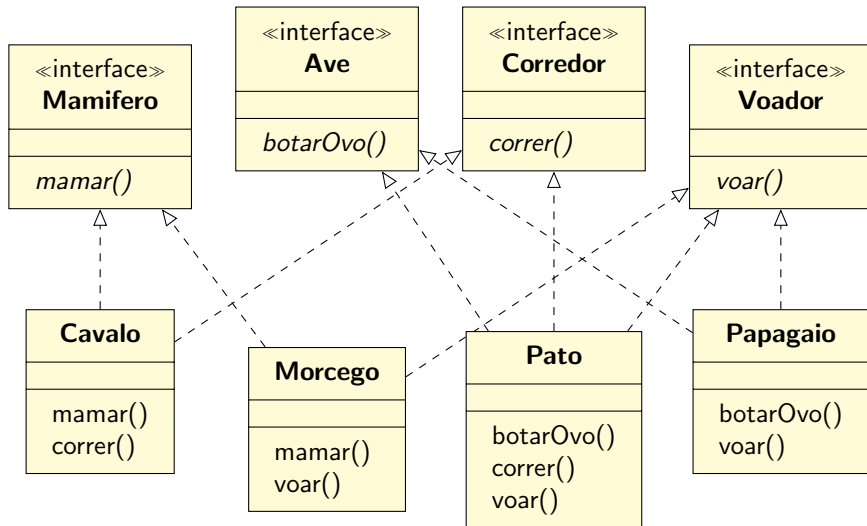 ≪interface≫
Mamifero
mamar()
≪interface≫
Ave
botarOvo()
≪interface≫
Corredor
correr()
≪interface≫
Voador
voar()
Cavalo
mamar()
correr()
Morcego
mamar()
voar()
Pato
botarOvo()
correr()
voar()
Papagaio
botarOvo()
voar()